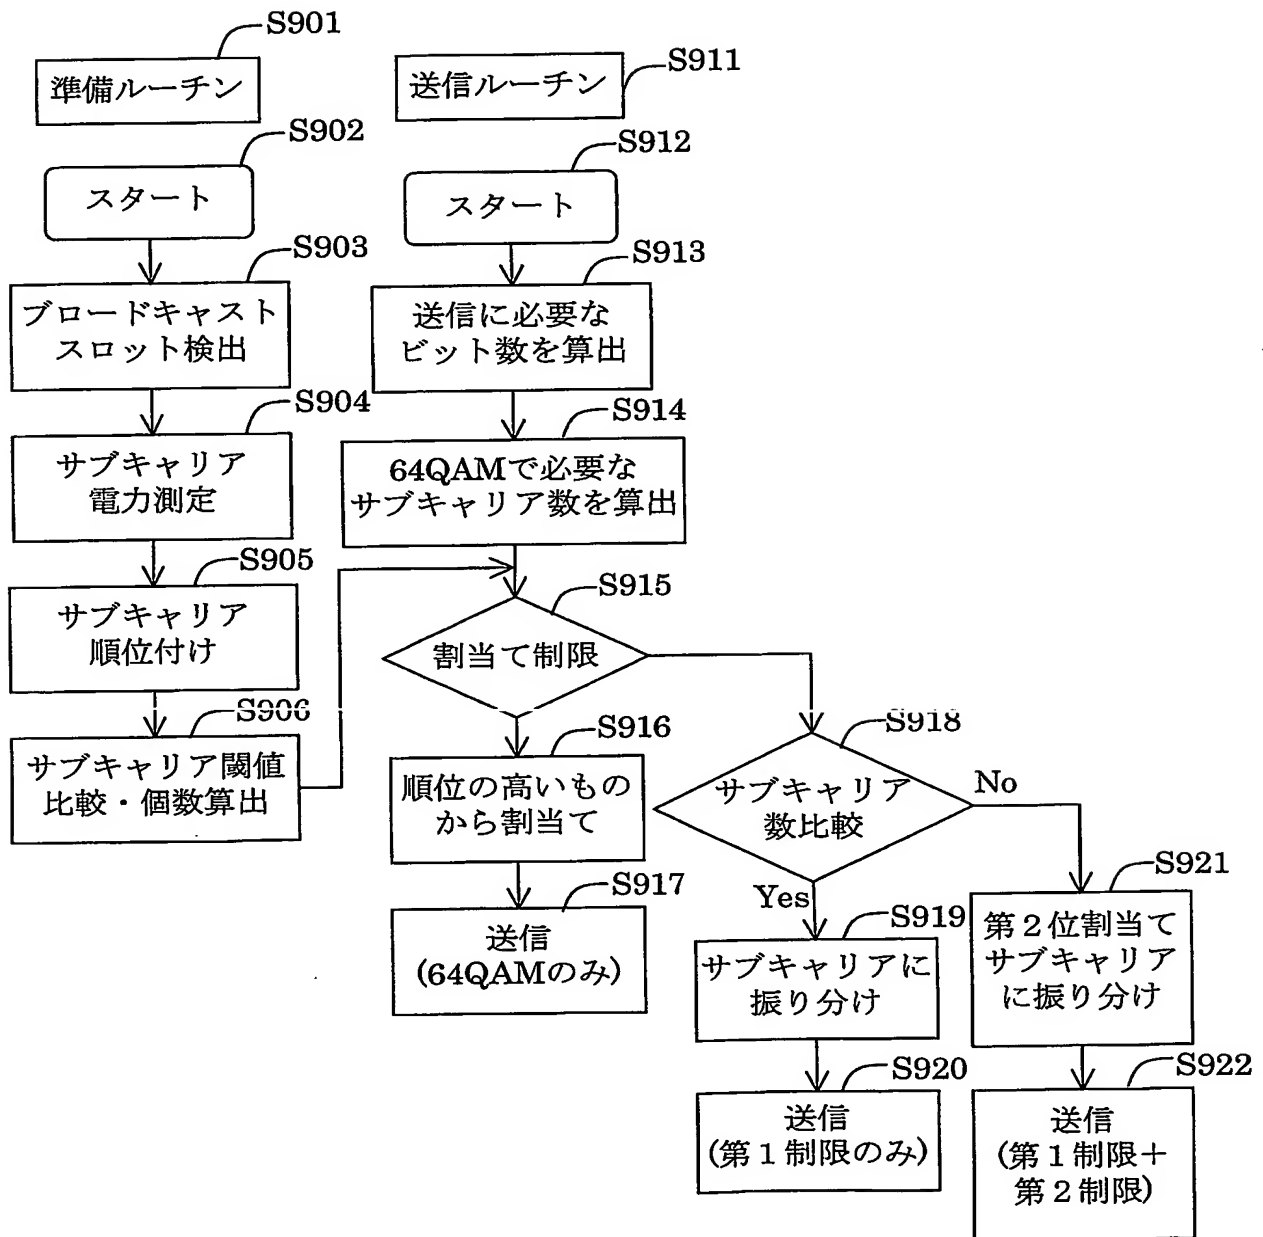 S901
準備ルーチン
S902
スタート
S903
ブロードキャスト
スロット検出
S904
サブキャリア
電力測定
S905
サブキャリア
順位付け
S906
サブキャリア閾値
比較・個数算出
S911
送信ルーチン
S912
スタート
S913
送信に必要な
ビット数を算出
S914
64QAMで必要な
サブキャリア数を算出
S915
割当て制限
S916
順位の高いもの
から割当て
S917
送信
(64QAMのみ)
S918
サブキャリア
数比較
No
Yes
S919
サブキャリアに
振り分け
S920
送信
(第1制限のみ)
S921
第2位割当て
サブキャリア
に振り分け
S922
送信
(第1制限＋
第2制限)